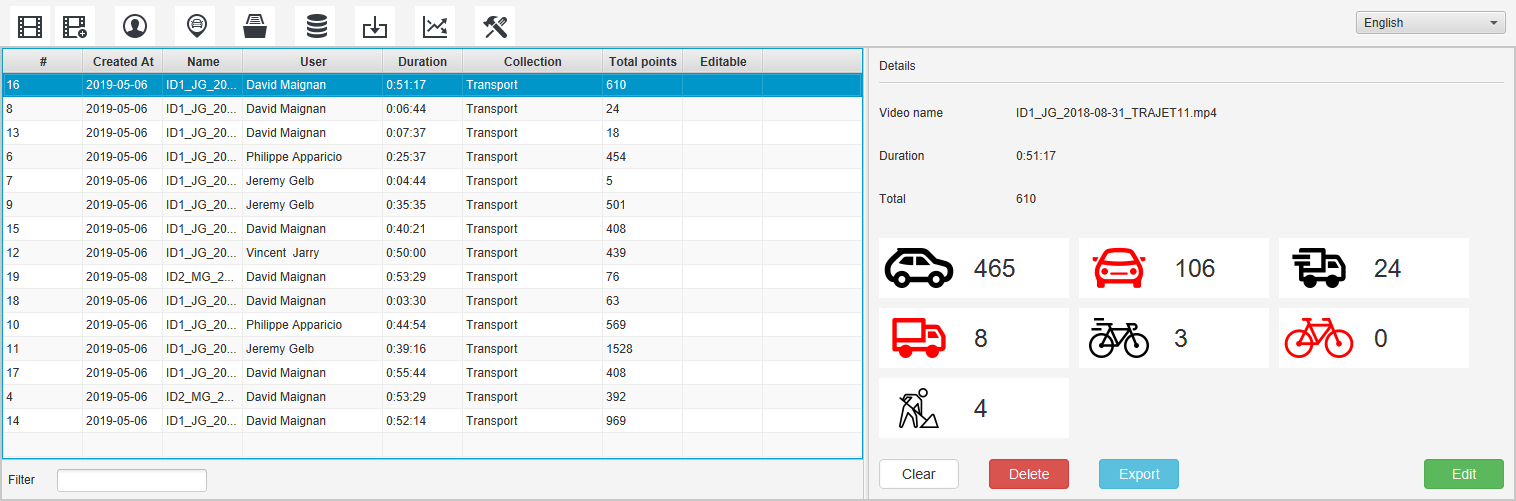 English
# Created At Name User Duration Collection Total points Editable
16 2019-05-06 ID1_JG_20... David Maignan 0:51:17 Transport 610
8 2019-05-06 ID1_JG_20... David Maignan 0:06:44 Transport 24
13 2019-05-06 ID1_JG_20... David Maignan 0:07:37 Transport 18
6 2019-05-06 ID1_JG_20... Philippe Apparicio 0:25:37 Transport 454
7 2019-05-06 ID1_JG_20... Jeremy Gelb 0:04:44 Transport 5
9 2019-05-06 ID1_JG_20... Jeremy Gelb 0:35:35 Transport 501
15 2019-05-06 ID1_JG_20... David Maignan 0:40:21 Transport 408
12 2019-05-06 ID1_JG_20... Vincent  Jarry 0:50:00 Transport 439
19 2019-05-08 ID2_MG_2... David Maignan 0:53:29 Transport 76
18 2019-05-06 ID1_JG_20... David Maignan 0:03:30 Transport 63
10 2019-05-06 ID1_JG_20... Philippe Apparicio 0:44:54 Transport 569
11 2019-05-06 ID1_JG_20... Jeremy Gelb 0:39:16 Transport 1528
17 2019-05-06 ID1_JG_20... David Maignan 0:55:44 Transport 408
4 2019-05-06 ID2_MG_2... David Maignan 0:53:29 Transport 392
14 2019-05-06 ID1_JG_20... David Maignan 0:52:14 Transport 969
Filter
Details
Video name ID1_JG_2018-08-31_TRAJET11.mp4
Duration 0:51:17
Total 610
465 106 24
8 3 0
4
Clear Delete Export Edit